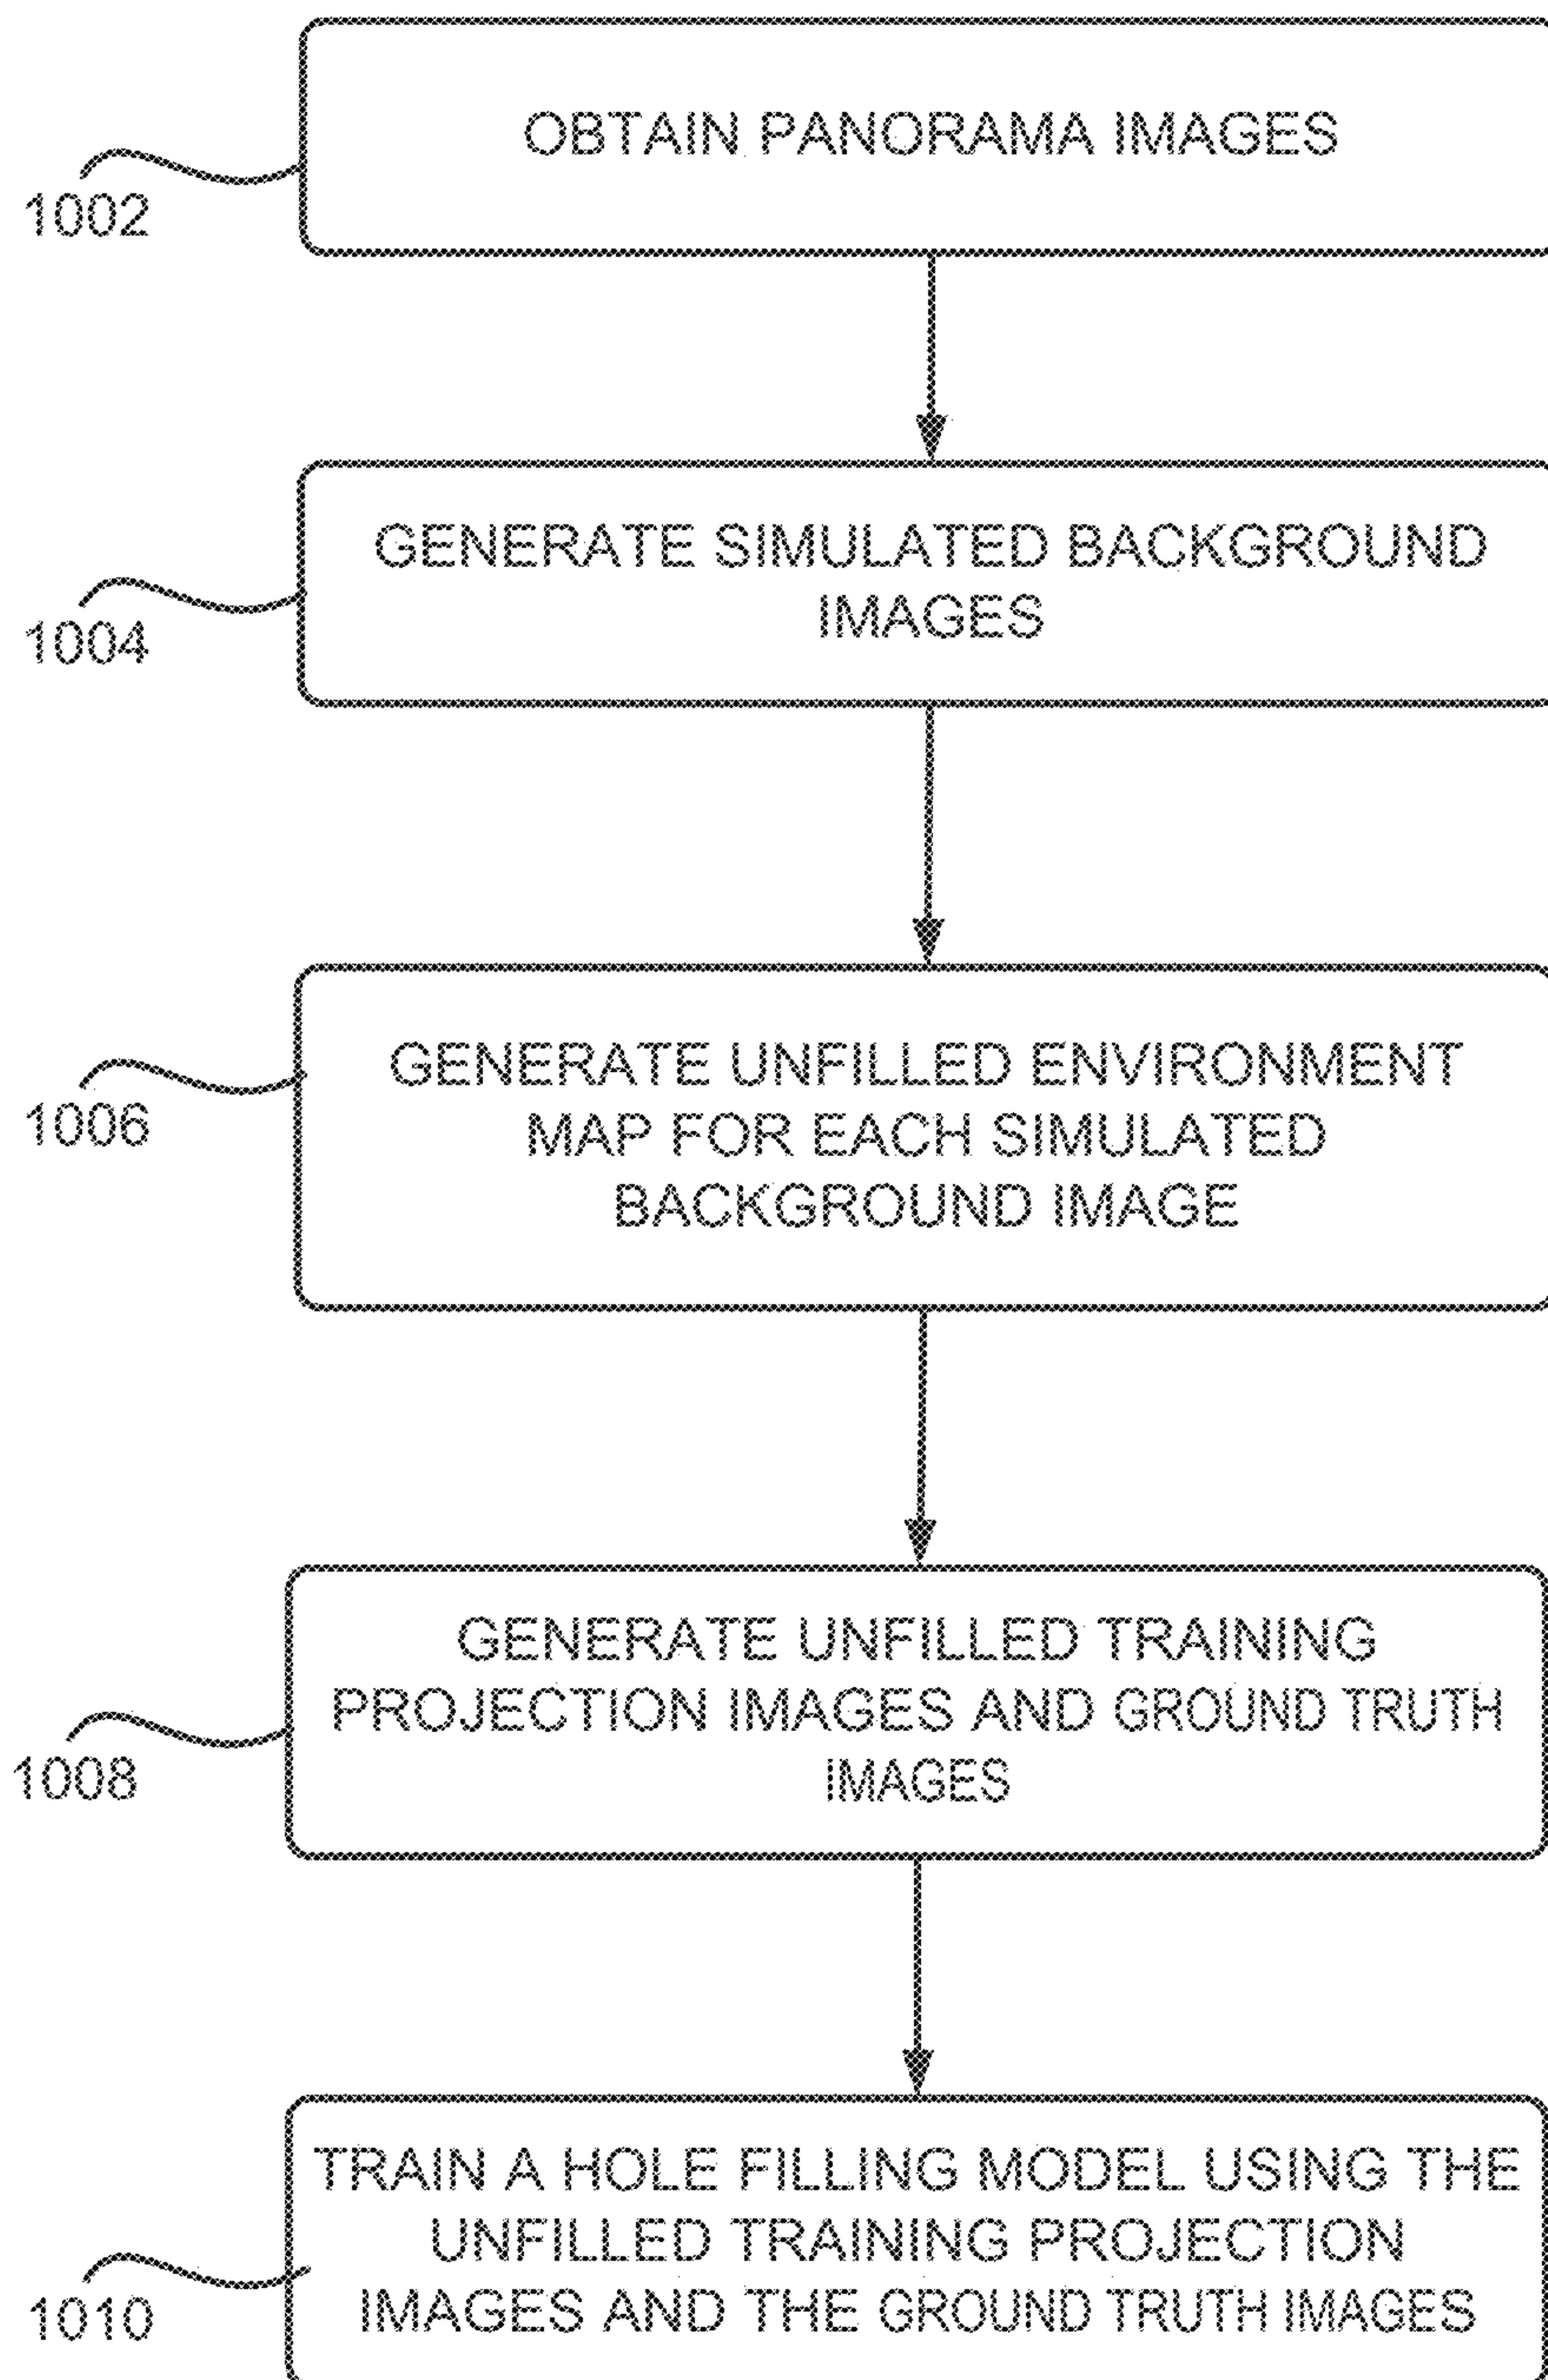 OBTAIN PANORAMA IMAGES
1002
GENERATE SIMULATED BACKGROUND
IMAGES
1004
GENERATE UNFILLED ENVIRONMENT
MAP FOR EACH SIMULATED
BACKGROUND IMAGE
1006
GENERATE UNFILLED TRAINING
PROJECTION IMAGES AND GROUND TRUTH
IMAGES
1008
TRAIN A HOLE FILLING MODEL USING THE
UNFILLED TRAINING PROJECTION
IMAGES AND THE GROUND TRUTH IMAGES
1010